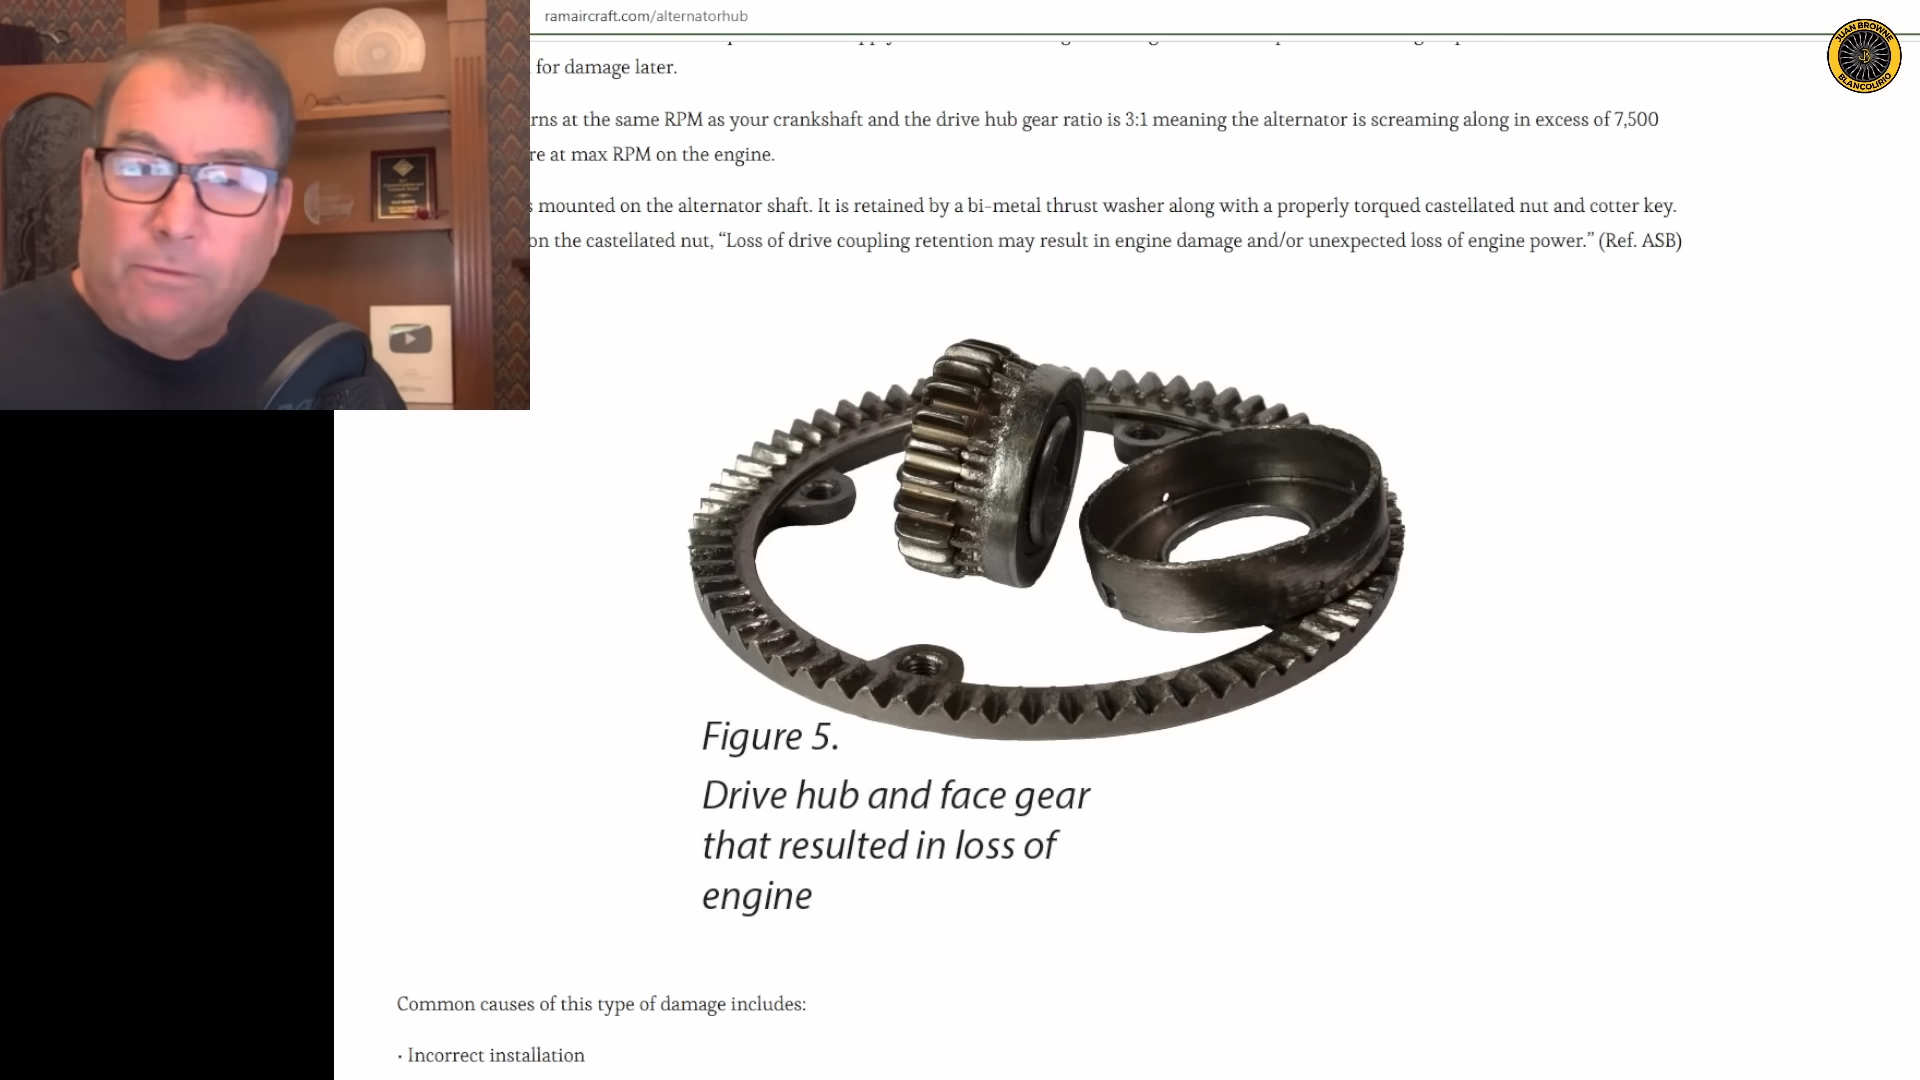 ramaircraft.com/alternatorhub
JUAN BROWNE
JB
BLANCOLIRIO
for damage later.
rns at the same RPM as your crankshaft and the drive hub gear ratio is 3:1 meaning the alternator is screaming along in excess of 7,500
re at max RPM on the engine.
s mounted on the alternator shaft. It is retained by a bi-metal thrust washer along with a properly torqued castellated nut and cotter key.
on the castellated nut, “Loss of drive coupling retention may result in engine damage and/or unexpected loss of engine power.” (Ref. ASB)
Figure 5.
Drive hub and face gear
that resulted in loss of
engine
Common causes of this type of damage includes:
· Incorrect installation